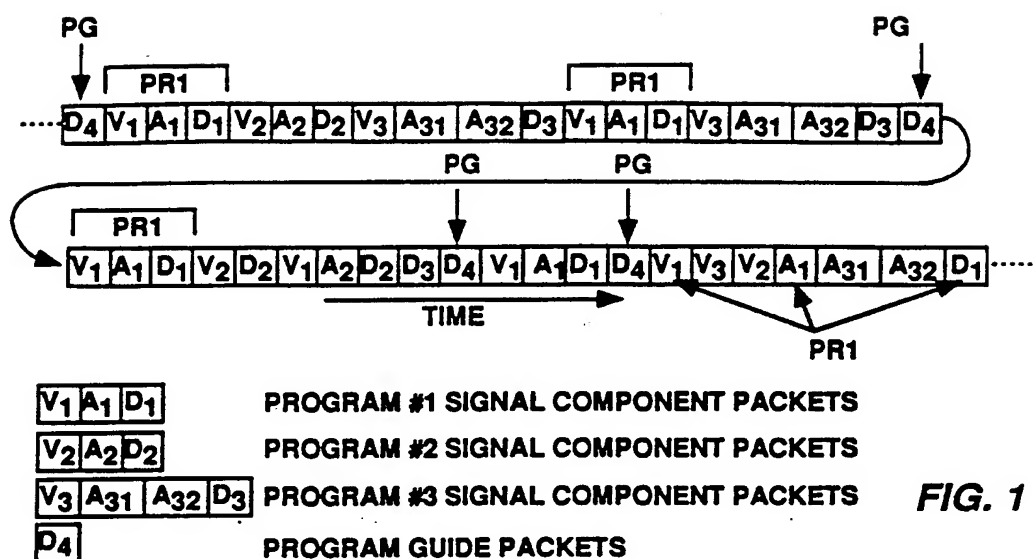 PG PG
PR1 PR1
D4 V1 A1 D1 V2 A2 D2 V3 A31 A32 D3 V1 A1 D1 V3 A31 A32 D3 D4
PG PG
PR1
V1 A1 D1 V2 D2 V1 A2 D2 D3 D4 V1 A1 D1 D4 V1 V3 V2 A1 A31 A32 D1
TIME
PR1
V1 A1 D1 PROGRAM #1 SIGNAL COMPONENT PACKETS
V2 A2 D2 PROGRAM #2 SIGNAL COMPONENT PACKETS
V3 A31 A32 D3 PROGRAM #3 SIGNAL COMPONENT PACKETS
FIG. 1
D4 PROGRAM GUIDE PACKETS